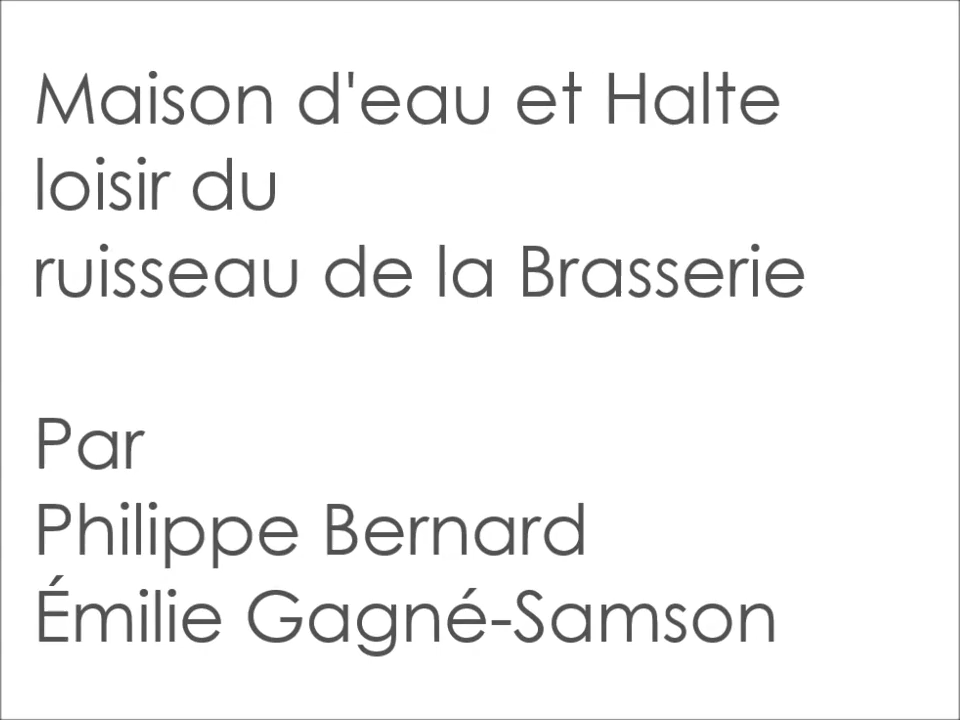 Maison d'eau et Halte
loisir du
ruisseau de la Brasserie
Par
Philippe Bernard
Émilie Gagné-Samson